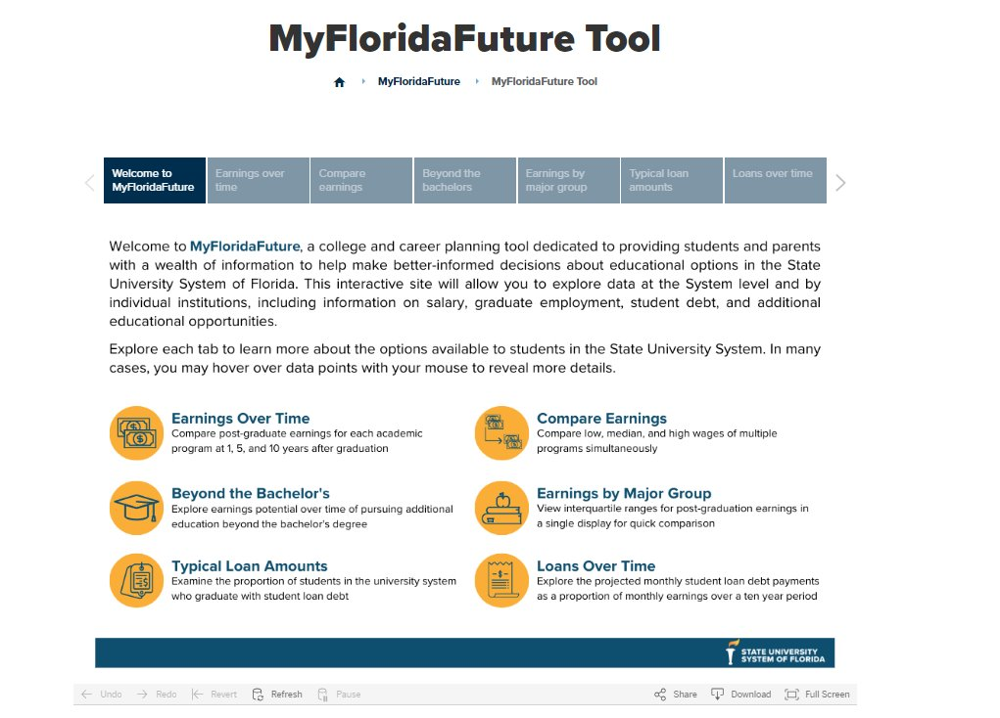 MyFloridaFuture Tool
MyFloridaFuture
MyFloridaFuture Tool
Welcome to
MyFloridaFuture
Earnings over
time
Compare
earnings
Beyond the
bachelors
Earnings by
major group
Typical loan
amounts
Loans over time
Welcome to MyFloridaFuture, a college and career planning tool dedicated to providing students and parents
with a wealth of information to help make better-informed decisions about educational options in the State
University System of Florida. This interactive site will allow you to explore data at the System level and by
individual institutions, including information on salary, graduate employment, student debt, and additional
educational opportunities.
Explore each tab to learn more about the options available to students in the State University System. In many
cases, you may hover over data points with your mouse to reveal more details.
Earnings Over Time
Compare post-graduate earnings for each academic
program at 1, 5, and 10 years after graduation
Compare Earnings
Compare low, median, and high wages of multiple
programs simultaneously
Beyond the Bachelor's
Explore earnings potential over time of pursuing additional
education beyond the bachelor's degree
Earnings by Major Group
View interquartile ranges for post-graduation earnings in
a single display for quick comparison
Typical Loan Amounts
Examine the proportion of students in the university system
who graduate with student loan debt
Loans Over Time
Explore the projected monthly student loan debt payments
as a proportion of monthly earnings over a ten year period
STATE UNIVERSITY
SYSTEM OF FLORIDA
Undo
Redo
Revert
Refresh
Pause
Share
Download
Full Screen